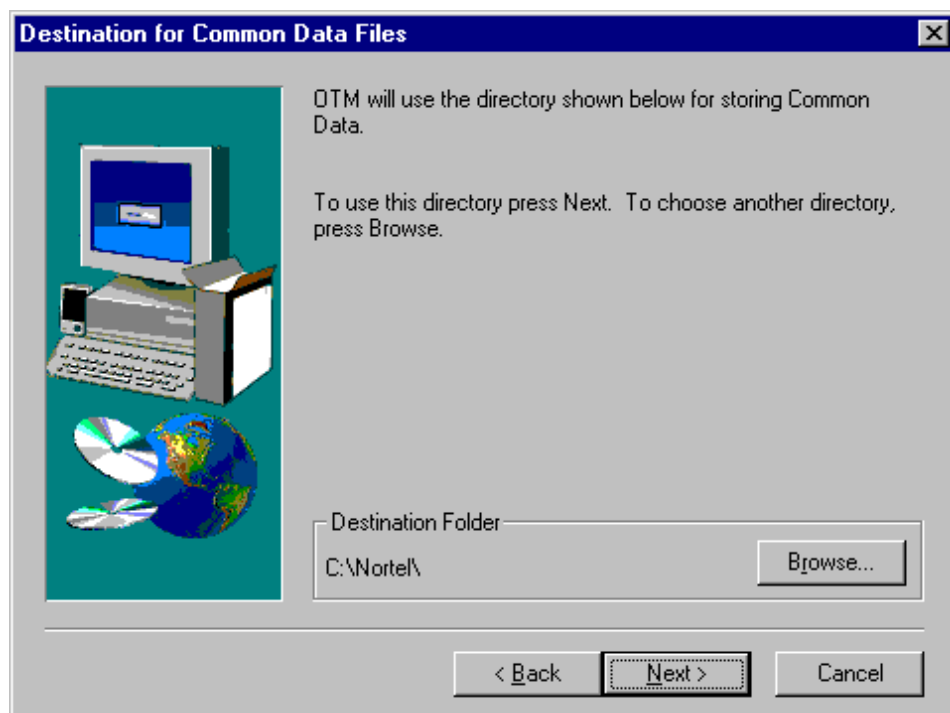 Destination for Common Data Files
OTM will use the directory shown below for storing Common
Data.
To use this directory press Next.  To choose another directory,
press Browse.
Destination Folder
C:\Nortel\
Browse...
< Back
Next >
Cancel